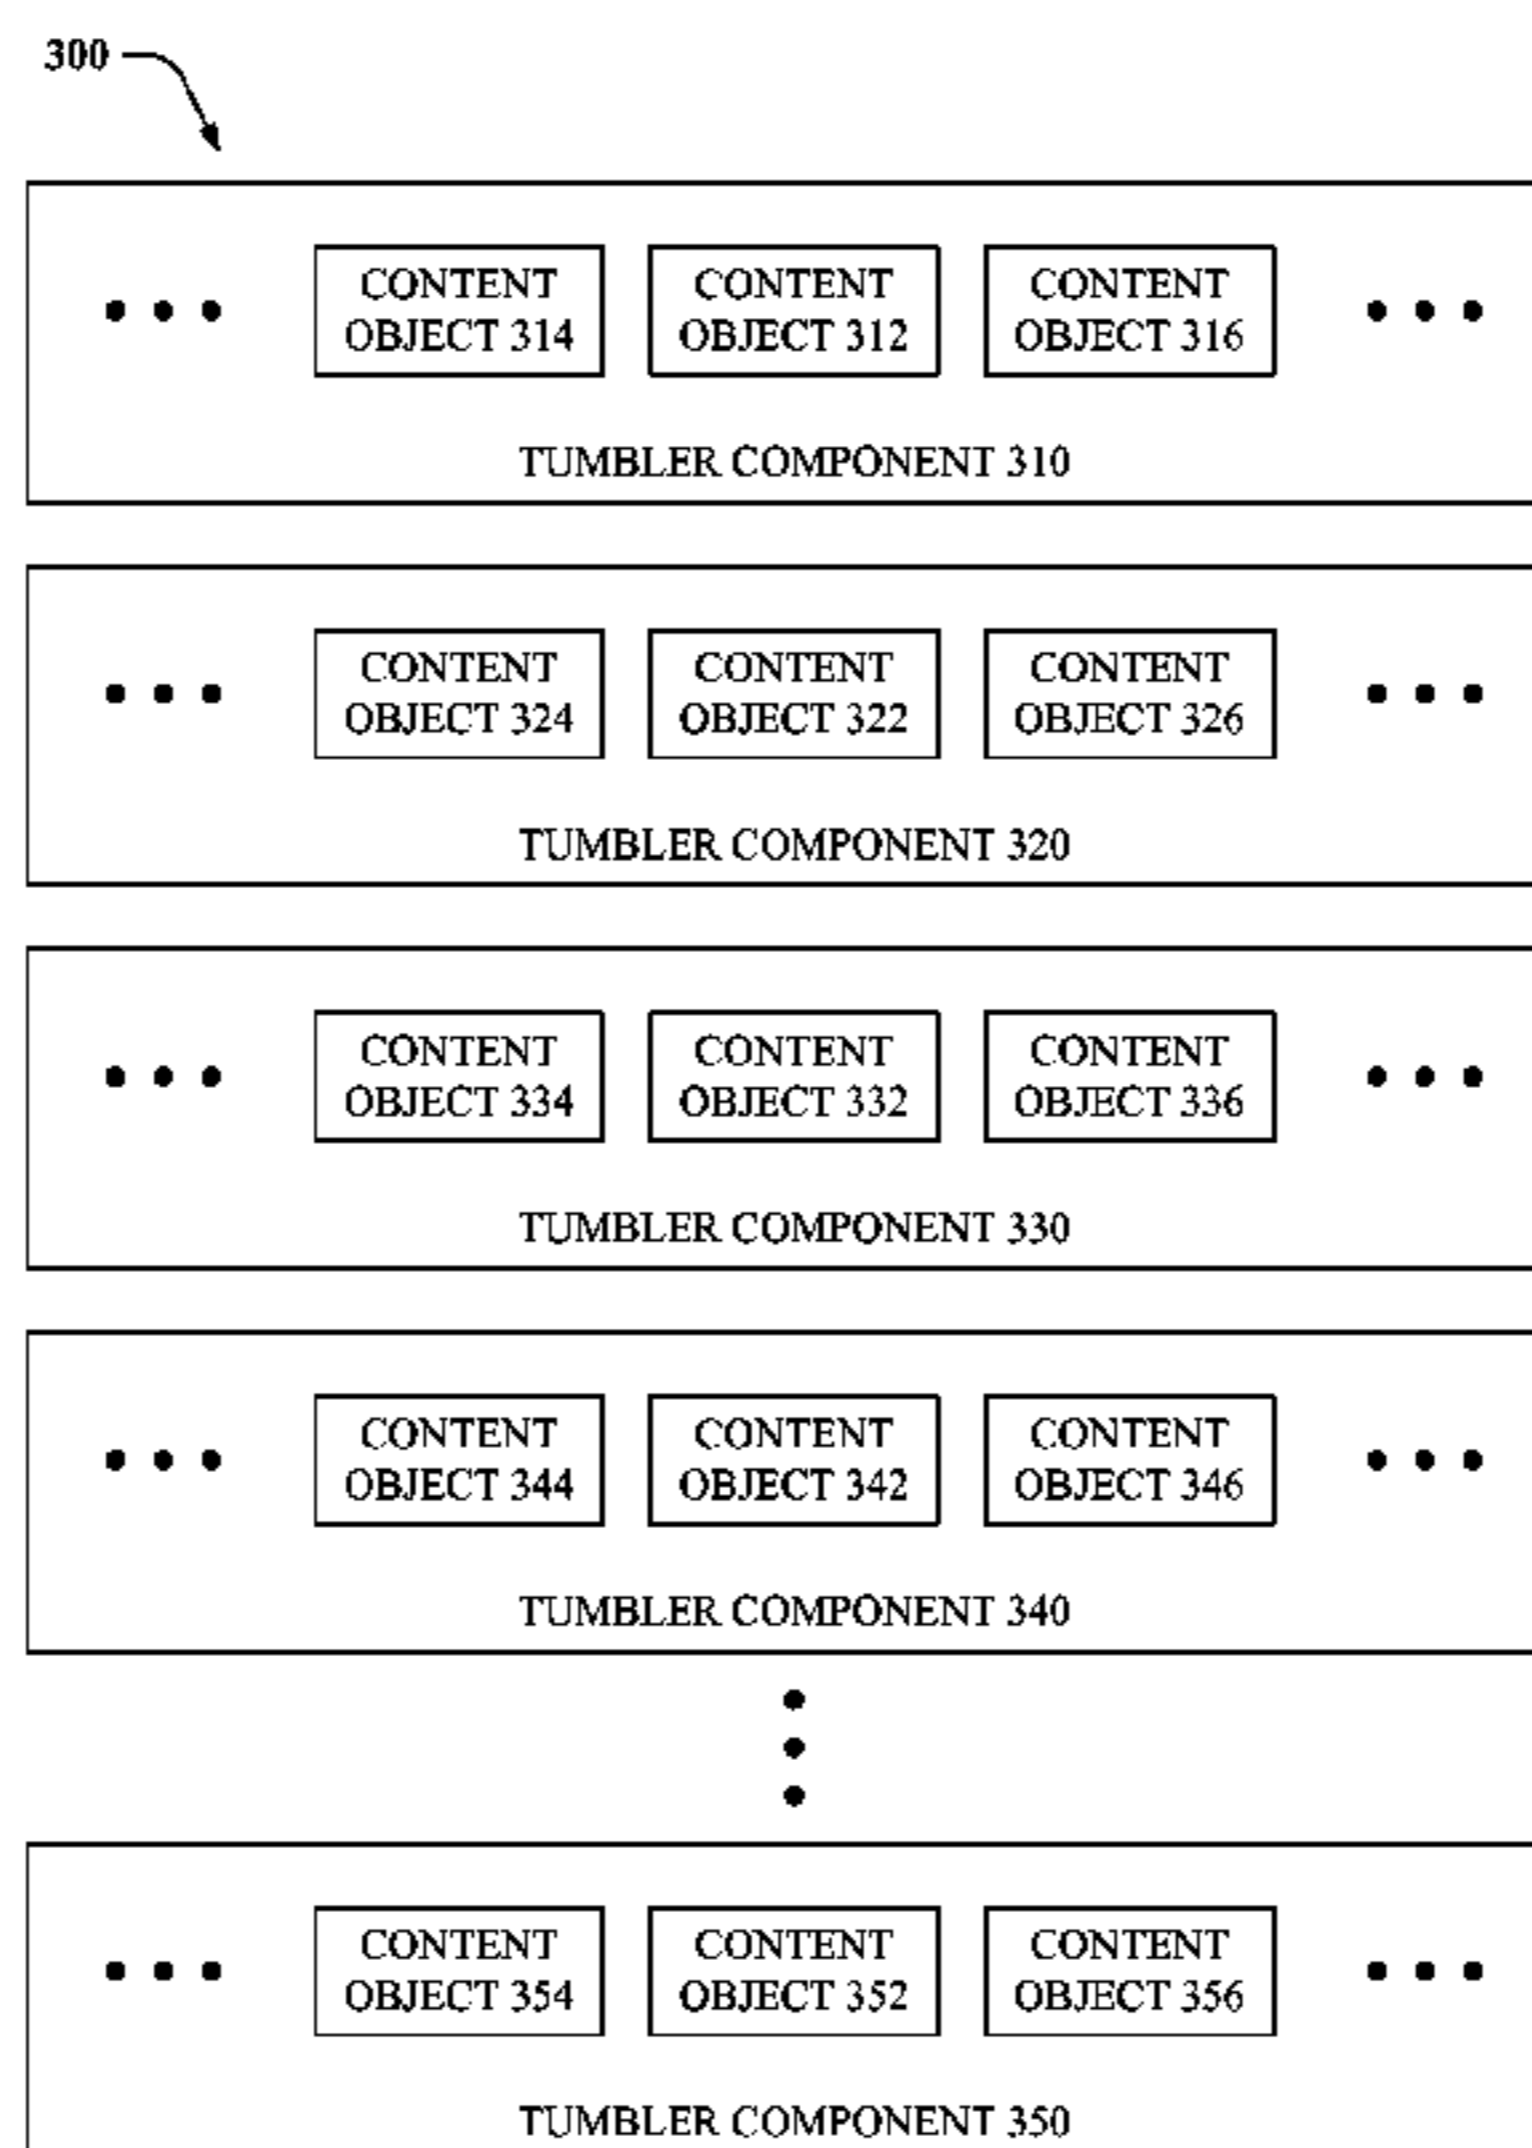 300
CONTENT
OBJECT 314
CONTENT
OBJECT 312
CONTENT
OBJECT 316
TUMBLER COMPONENT 310
CONTENT
OBJECT 324
CONTENT
OBJECT 322
CONTENT
OBJECT 326
TUMBLER COMPONENT 320
CONTENT
OBJECT 334
CONTENT
OBJECT 332
CONTENT
OBJECT 336
TUMBLER COMPONENT 330
CONTENT
OBJECT 344
CONTENT
OBJECT 342
CONTENT
OBJECT 346
TUMBLER COMPONENT 340
CONTENT
OBJECT 354
CONTENT
OBJECT 352
CONTENT
OBJECT 356
TUMBLER COMPONENT 350